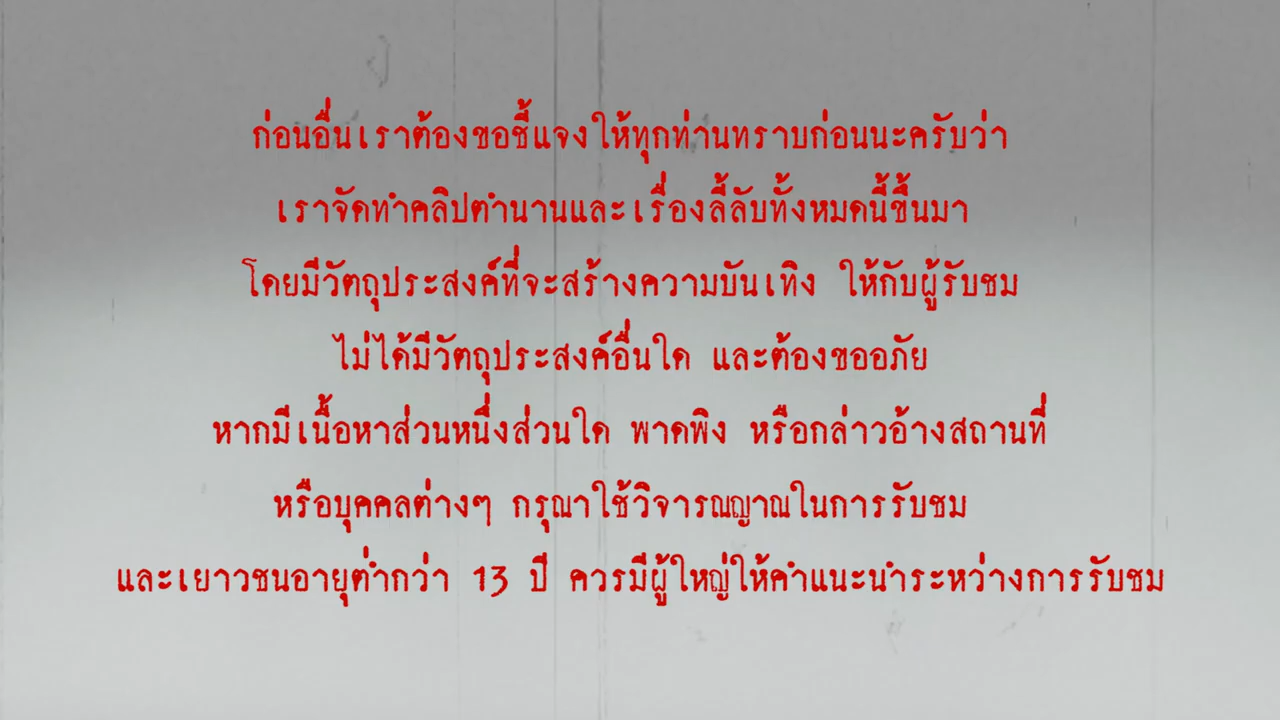 ก่อนอื่นเราต้องขอชี้แจงให้ทุกท่านทราบก่อนนะครับว่า
เราจัดทำคลิปตำนานและเรื่องลี้ลับทั้งหมดนี้ขึ้นมา
โดยมีวัตถุประสงค์ที่จะสร้างความบันเทิง ให้กับผู้รับชม
ไม่ได้มีวัตถุประสงค์อื่นใด และต้องขออภัย
หากมีเนื้อหาส่วนหนึ่งส่วนใด พาดพิง หรือกล่าวอ้างสถานที่
หรือบุคคลต่างๆ กรุณาใช้วิจารณญาณในการรับชม
และเยาวชนอายุต่ำกว่า 13 ปี ควรมีผู้ใหญ่ให้คำแนะนำระหว่างการรับชม